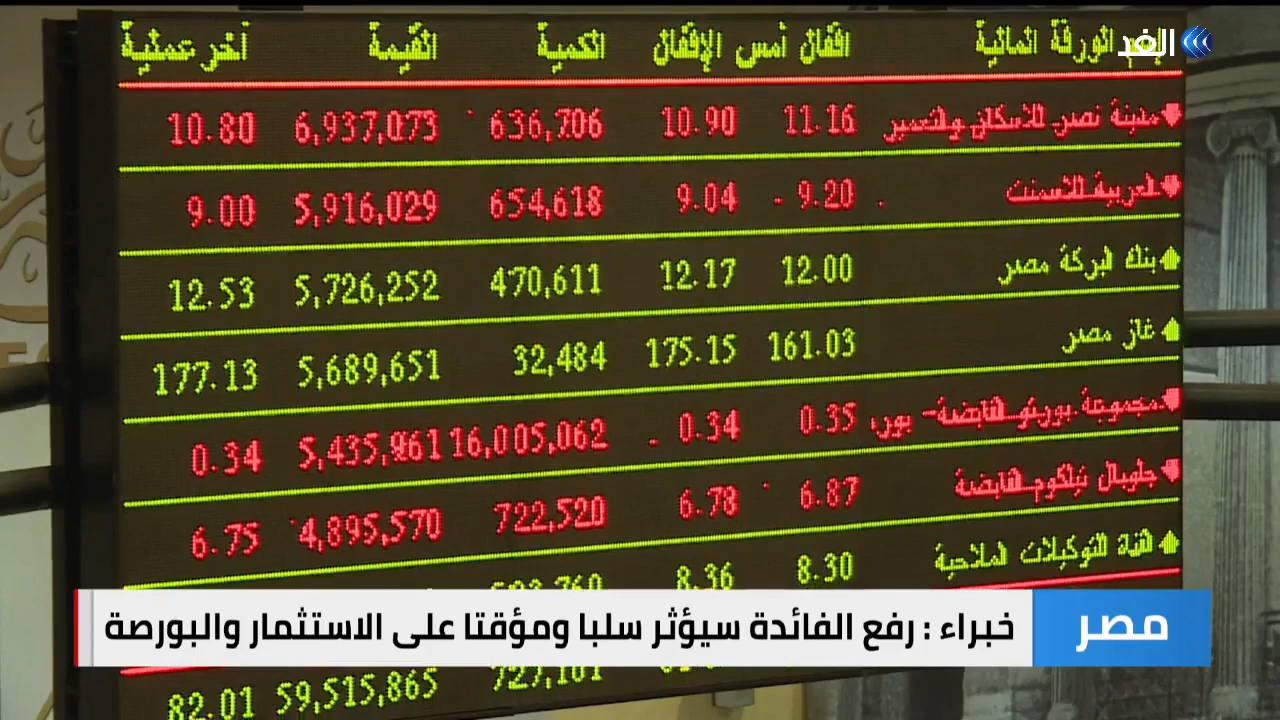 الغد
الورقة المالية اقفال أمس الإقفال الكمية القيمة آخر عملية
مدينة نصر للاسكان والتعمير 11.16 10.90 636,706 6,937,073 10.80
العربية للاسمنت 9.20 9.04 654,618 5,916,029 9.00
بنك البركة مصر 12.00 12.17 470,611 5,726,252 12.53
غاز مصر 161.03 175.15 32,484 5,689,651 177.13
مجموعة بورتو القابضة - بورتو 0.35 0.34 16,005,062 5,435,961 0.34
جلوبال تيلكوم القابضة 6.87 6.78 722,520 4,895,570 6.75
القناة للتوكيلات الملاحية 8.30 8.36
مصر خبراء : رفع الفائدة سيؤثر سلبا ومؤقتا على الاستثمار والبورصة
727,101 59,515,865 82.01